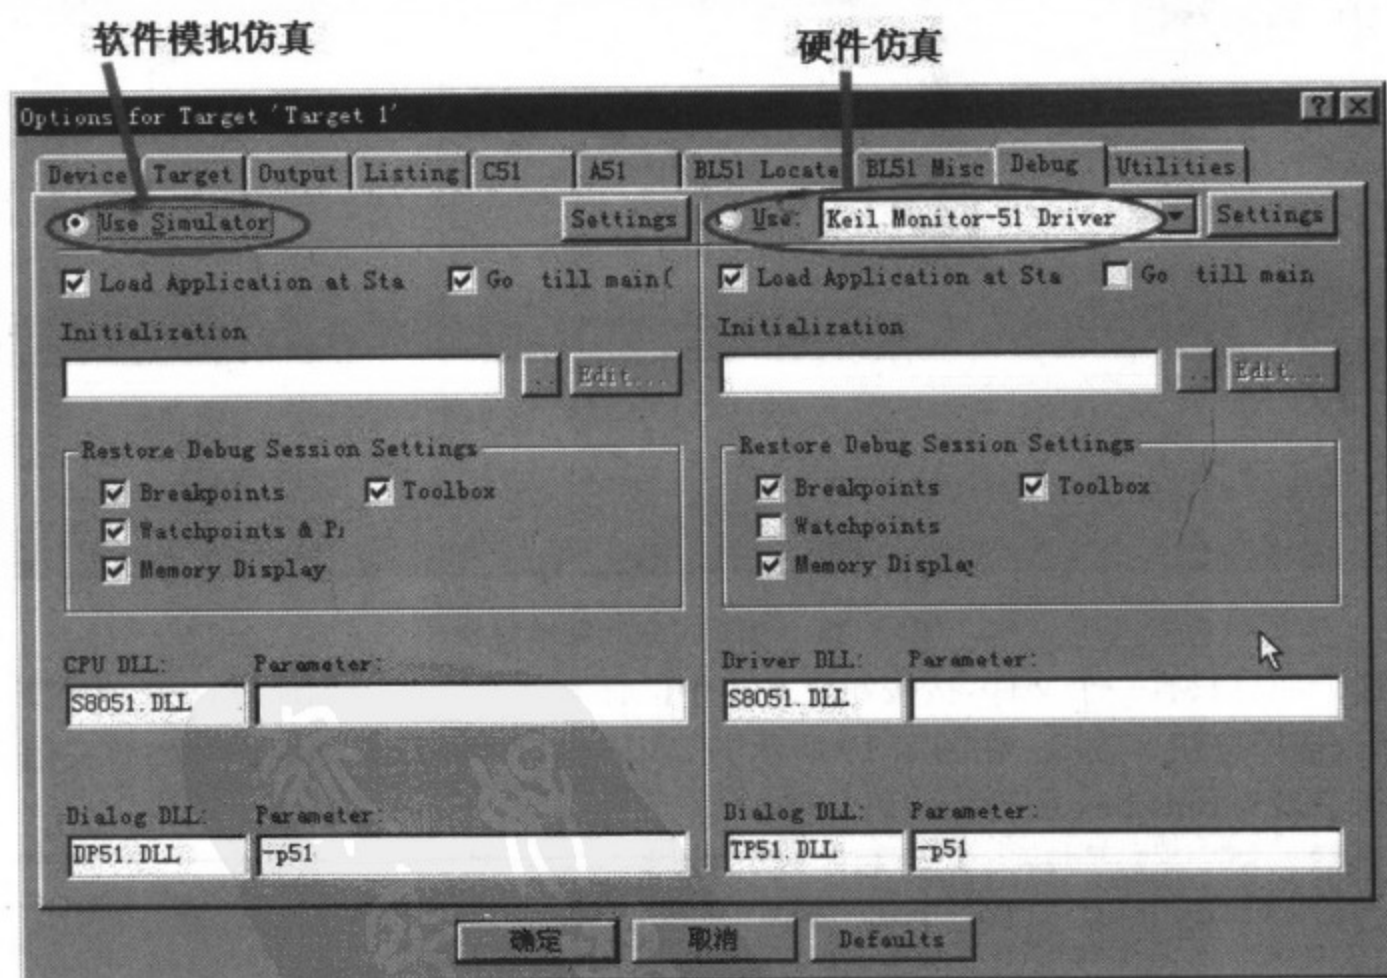 软件模拟仿真
硬件仿真
Options for Target 'Target 1'
Device Target Output Listing C51 A51 BL51 Locate BL51 Misc Debug Utilities
Use Simulator Settings Use: Keil Monitor-51 Driver Settings
Load Application at Sta Go till main( Load Application at Sta Go till main
Initialization Initialization
.. Edit... .. Edit...
Restore Debug Session Settings Restore Debug Session Settings
Breakpoints Toolbox Breakpoints Toolbox
Watchpoints & Watchpoints
Memory Display Memory Display
CPU DLL: Parameter: Driver DLL: Parameter:
S8051.DLL S8051.DLL
Dialog DLL: Parameter: Dialog DLL: Parameter:
DP51.DLL -p51 TP51.DLL -p51
确定 取消 Defaults